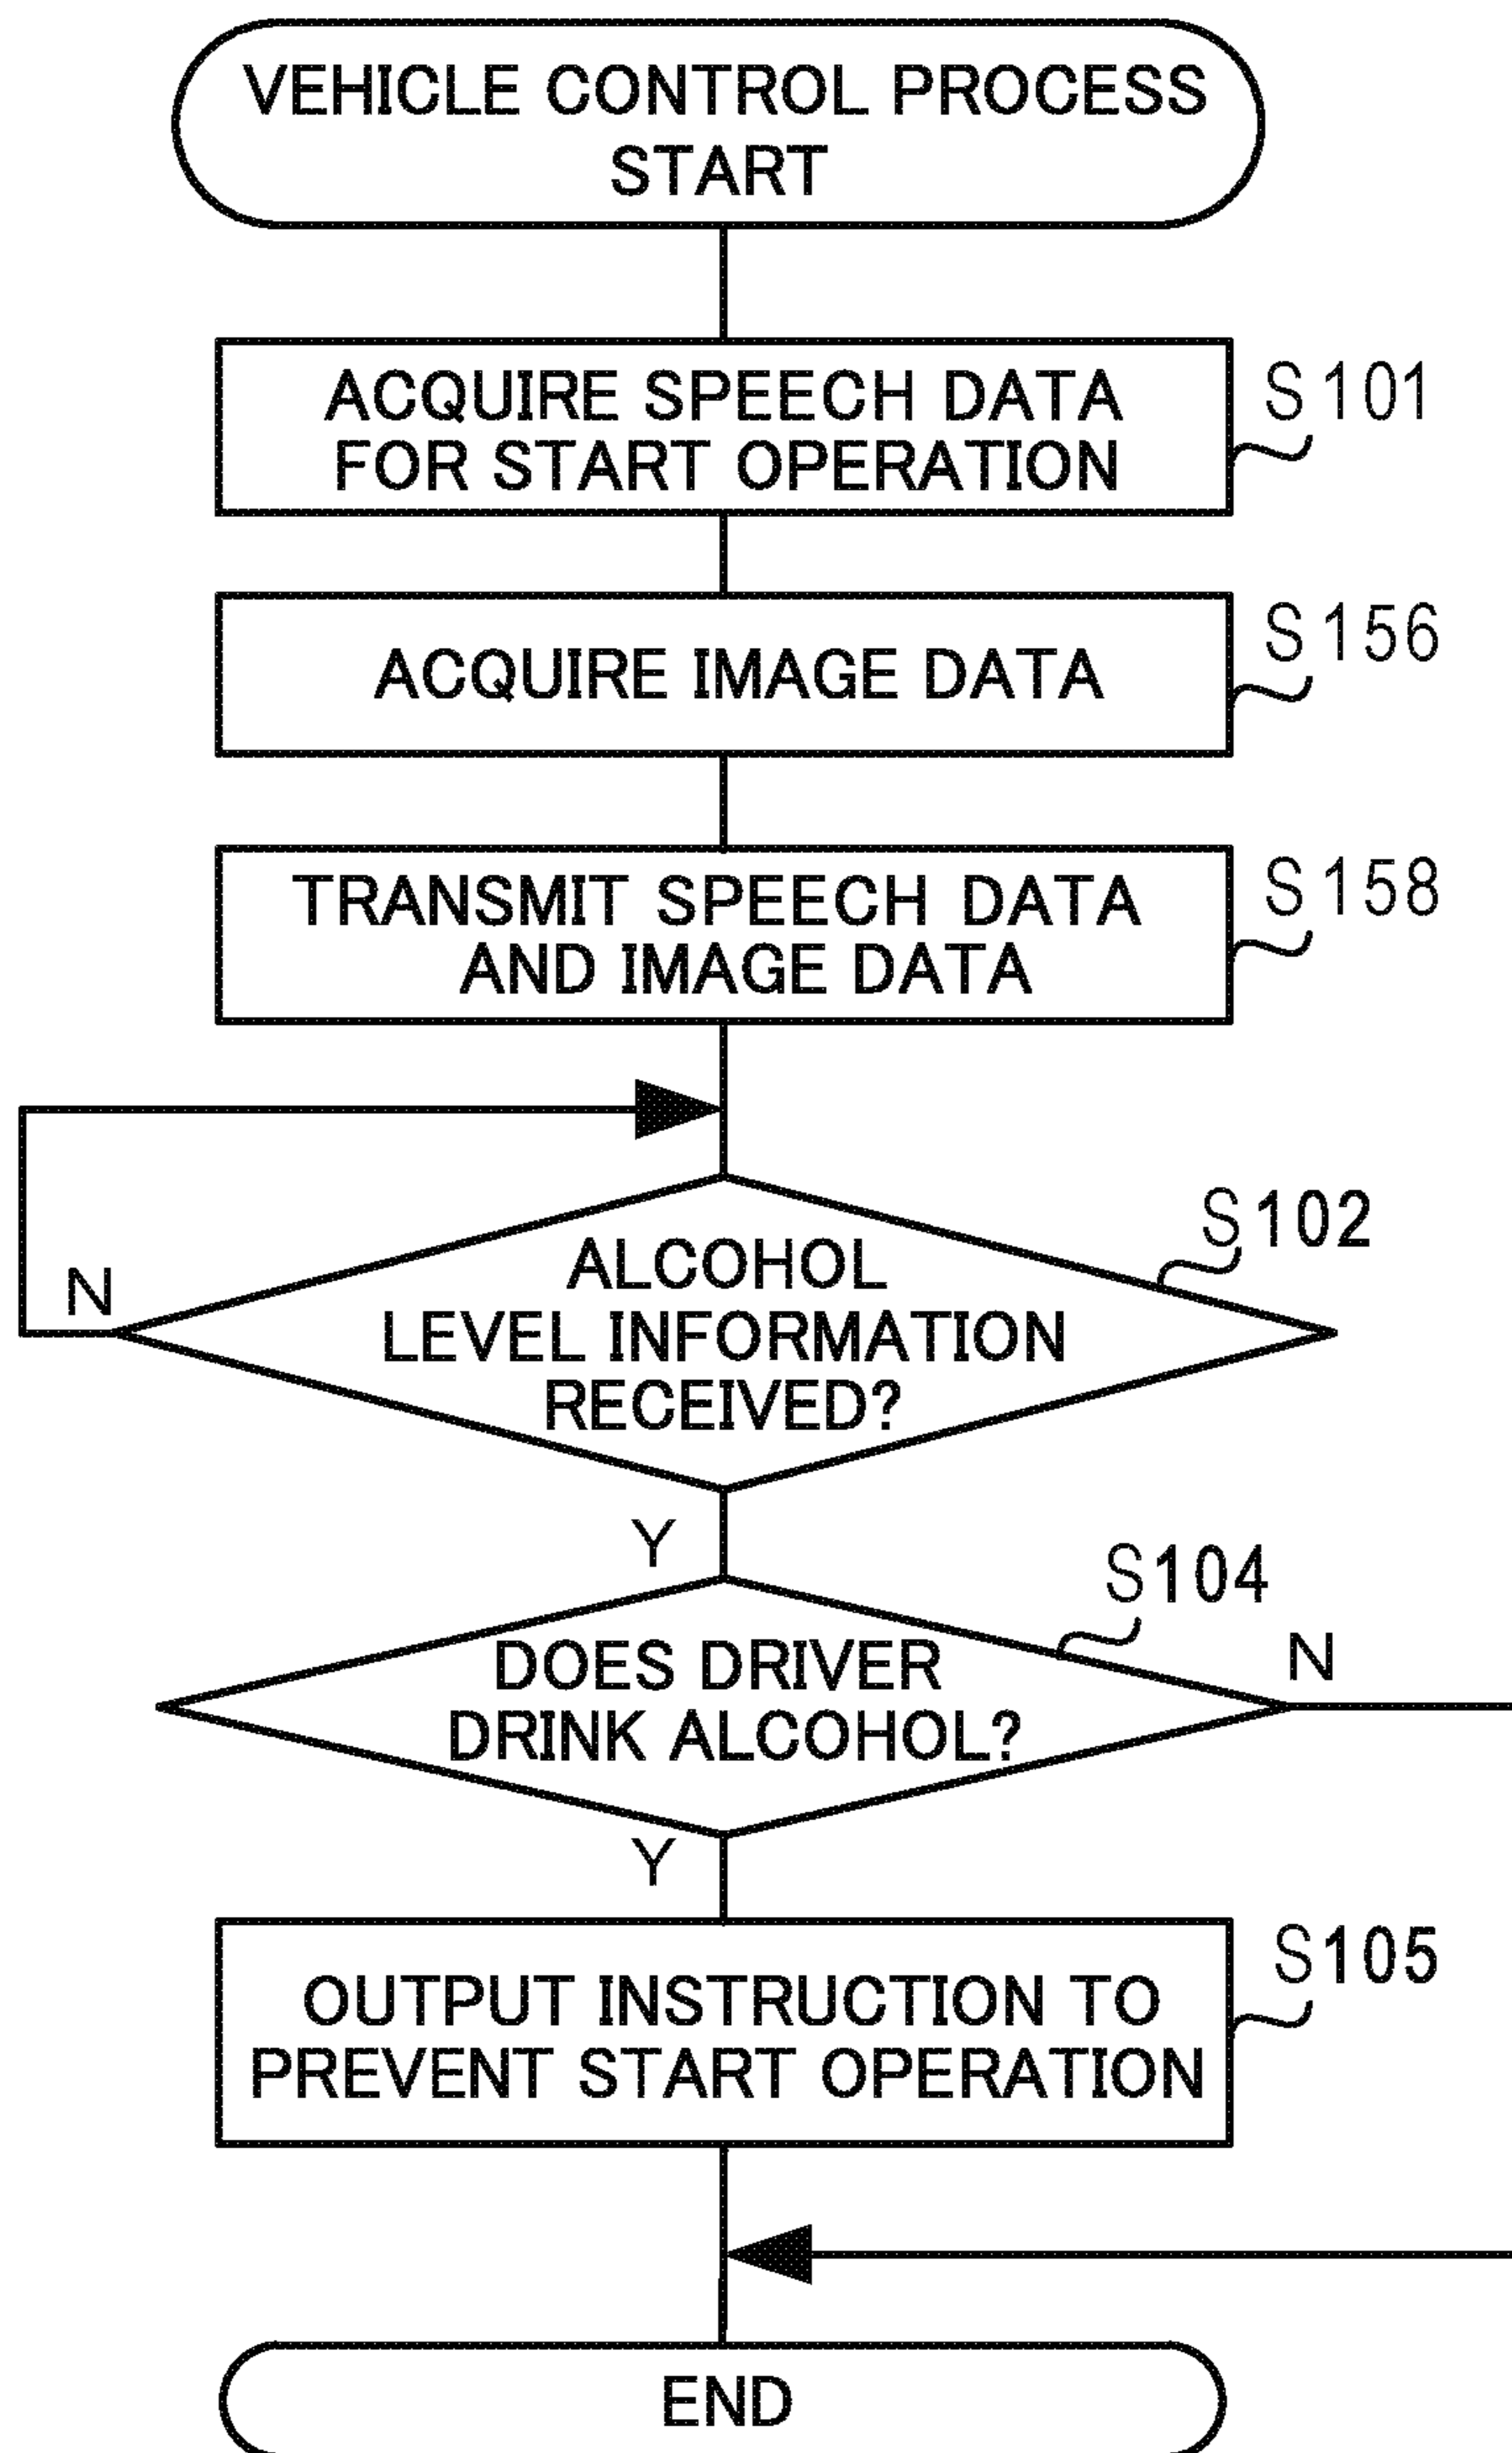 VEHICLE CONTROL PROCESS
START
ACQUIRE SPEECH DATA
FOR START OPERATION
S101
ACQUIRE IMAGE DATA
S156
TRANSMIT SPEECH DATA
AND IMAGE DATA
S158
S102
N
ALCOHOL
LEVEL INFORMATION
RECEIVED?
Y
S104
DOES DRIVER
DRINK ALCOHOL?
N
Y
OUTPUT INSTRUCTION TO
PREVENT START OPERATION
S105
END